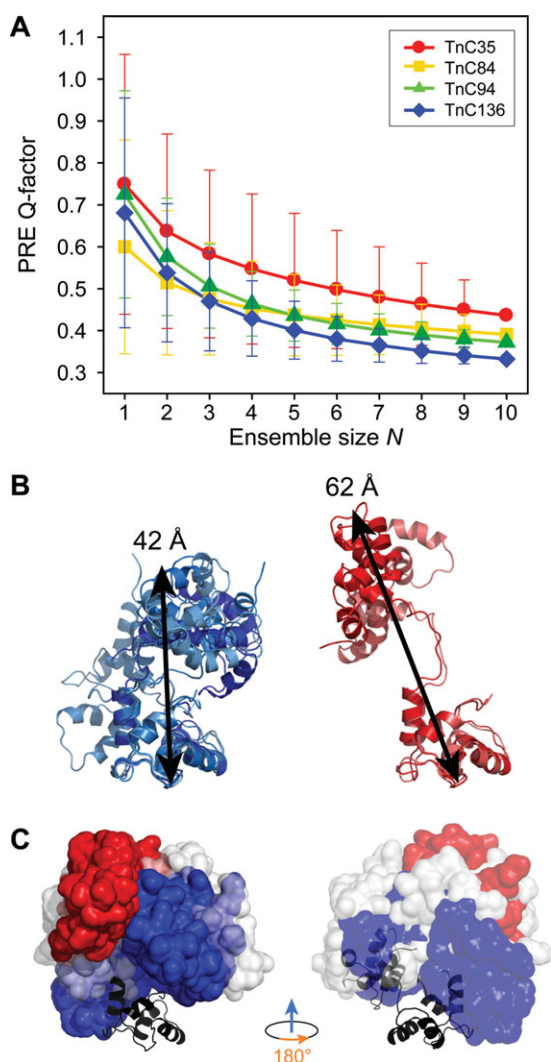 A
1.1
1.0
0.9
0.8
0.7
0.6
0.5
0.4
0.3
PRE Q-factor
TnC35
TnC84
TnC94
TnC136
1 2 3 4 5 6 7 8 9 10
Ensemble size N
B
42 Å
62 Å
C
180°